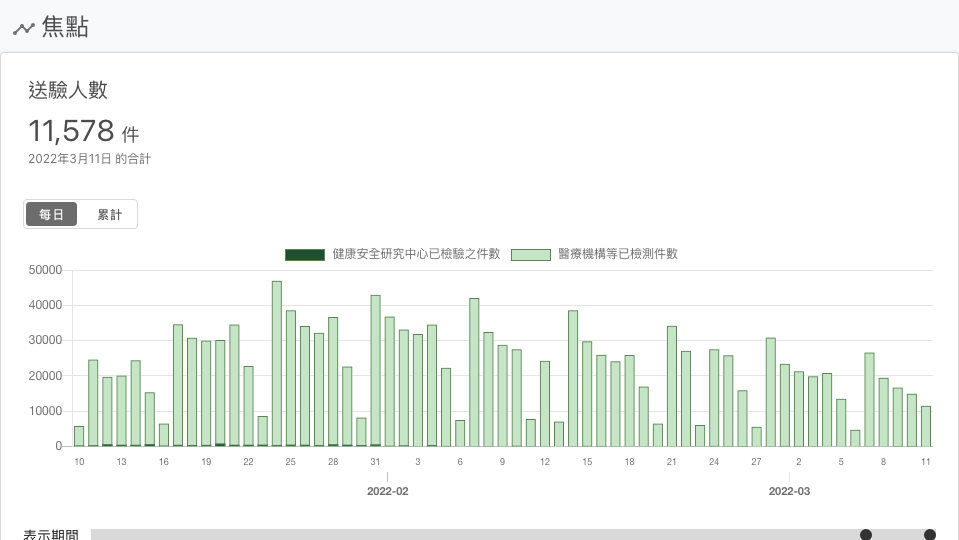 焦點
送驗人數
11,578 件
2022年3月11日 的合計
每日 累計
健康安全研究中心已檢驗之件數 醫療機構等已檢測件數
50000
40000
30000
20000
10000
0
10 13 16 19 22 25 28 31 3 6 9 12 15 18 21 24 27 2 5 8 11
2022-02 2022-03
表示期間